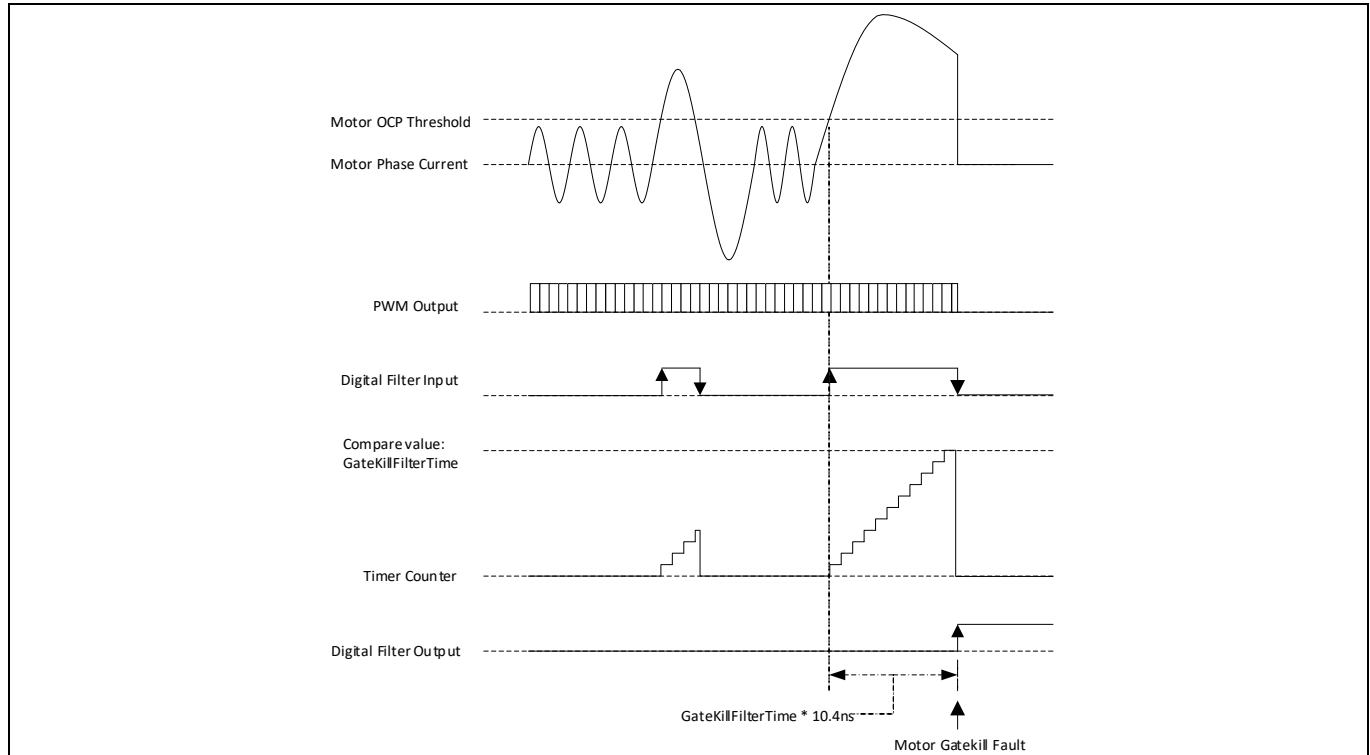 Motor OCP Threshold
Motor Phase Current
PWM Output
Digital Filter Input
Compare value:
GateKillFilterTime
Timer Counter
Digital Filter Output
GateKillFilterTime * 10.4ns
Motor Gatekill Fault